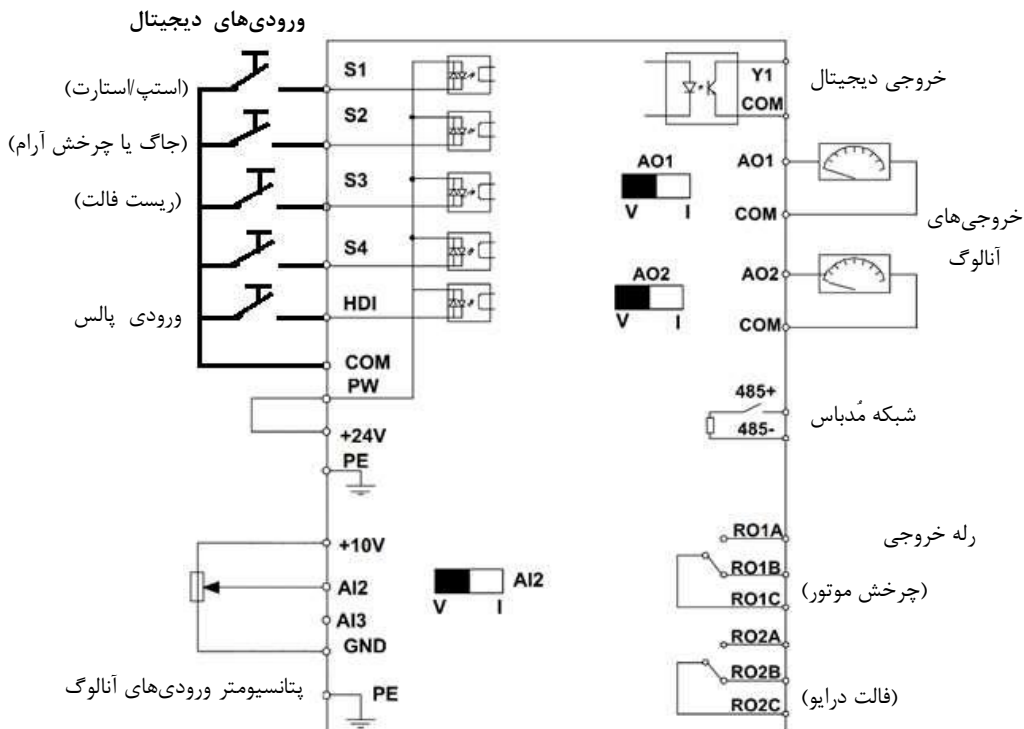 ورودی‌های دیجیتال
S1
(استپ/استارت)
S2
(جاگ یا چرخش آرام)
S3
(ریست فالت)
S4
HDI
ورودی پالس
COM
PW
+24V
PE
+10V
AI2
AI3
GND
پتانسیومتر ورودی‌های آنالوگ
PE
AI2
V I
Y1
خروجی دیجیتال
COM
AO1
V I
AO1
COM
خروجی‌های
آنالوگ
AO2
V I
AO2
COM
485+
شبکه مُدباس
485-
RO1A
رله خروجی
RO1B
(چرخش موتور)
RO1C
RO2A
RO2B
(فالت درایو)
RO2C